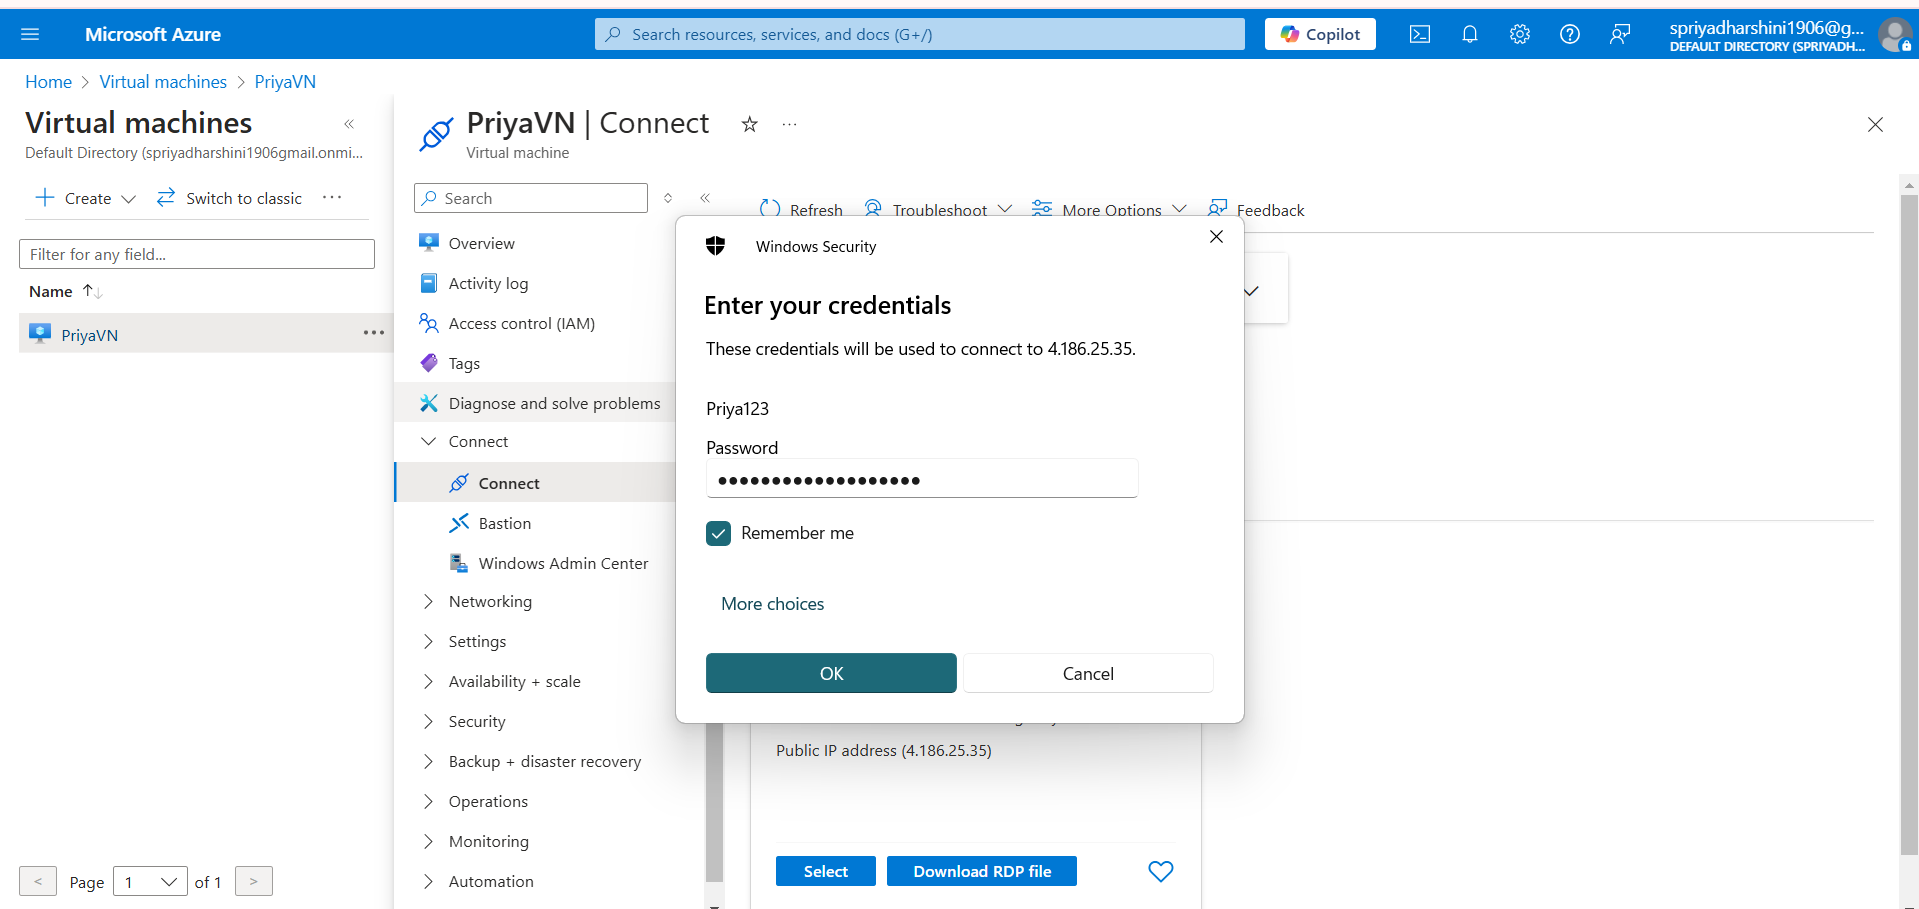 Microsoft Azure
Search resources, services, and docs (G+/)
Copilot
spriyadharshini1906@g...
DEFAULT DIRECTORY (SPRIYADH...
Home > Virtual machines > PriyaVN
Virtual machines
Default Directory (spriyadharshini1906gmail.onmi...
Create
Switch to classic
Filter for any field...
Name
PriyaVN
< Page 1 of 1 >
PriyaVN | Connect
Virtual machine
Search
Overview
Activity log
Access control (IAM)
Tags
Diagnose and solve problems
Connect
Connect
Bastion
Windows Admin Center
Networking
Settings
Availability + scale
Security
Backup + disaster recovery
Operations
Monitoring
Automation
Refresh
Troubleshoot
More Options
Feedback
Windows Security
Enter your credentials
These credentials will be used to connect to 4.186.25.35.
Priya123
Password
Remember me
More choices
OK
Cancel
Public IP address (4.186.25.35)
Select
Download RDP file